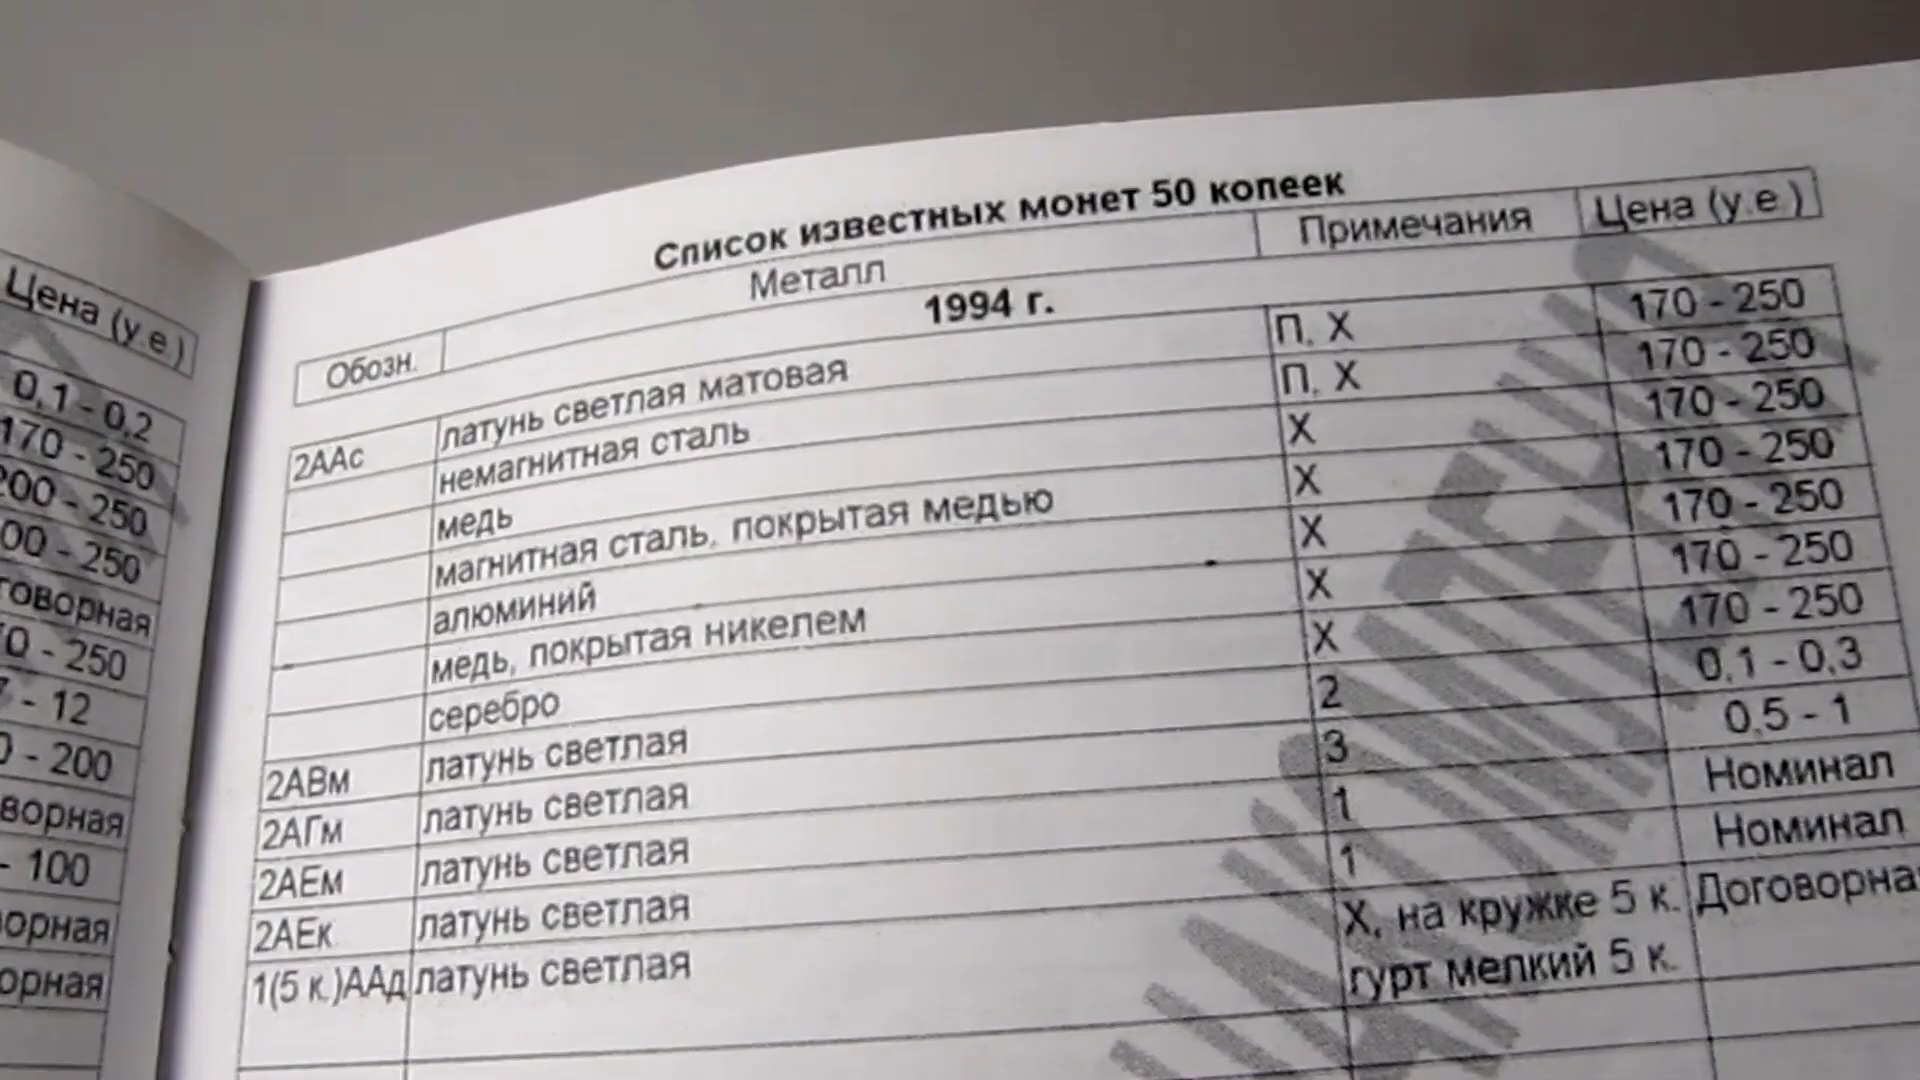 Цена (у.е.)
0,1 - 0,2
170 - 250
200 - 250
00 - 250
говорная
0 - 250
7 - 12
0 - 200
ворная
- 100
ворная
орная
Список известных монет 50 копеек
Обозн. Металл Примечания Цена (у.е.)
1994 г.
2ААс латунь светлая матовая П, Х 170 - 250
немагнитная сталь П, Х 170 - 250
медь Х 170 - 250
магнитная сталь, покрытая медью Х 170 - 250
алюминий Х 170 - 250
медь, покрытая никелем Х 170 - 250
серебро Х 170 - 250
2АВм латунь светлая 2 0,1 - 0,3
2АГм латунь светлая 3 0,5 - 1
2АЕм латунь светлая 1 Номинал
2АЕк латунь светлая 1 Номинал
1(5 к.)ААд латунь светлая Х, на кружке 5 к. Договорна
гурт мелкий 5 к.